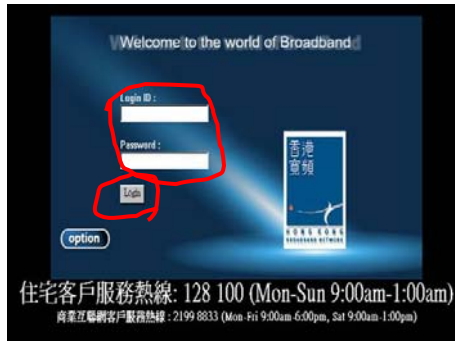 Welcome to the world of Broadband
Login ID :
Password :
Login
option
香港
寬頻
HONG KONG
BROADBAND NETWORK
住宅客戶服務熱線: 128 100 (Mon-Sun 9:00am-1:00am)
商業互聯網客戶服務熱線 : 2199 8833 (Mon-Fri 9:00am-6:00pm, Sat 9:00am-1:00pm)